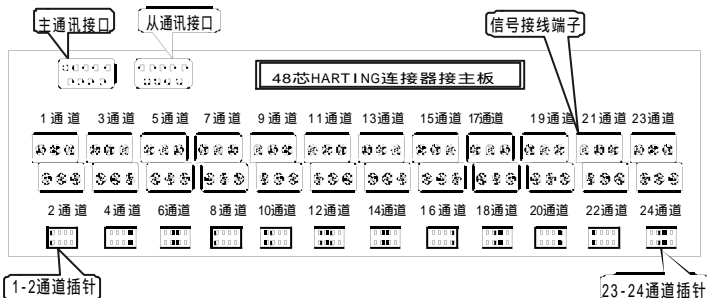 主通讯接口
从通讯接口
信号接线端子
48芯HARTING连接器接主板
1通道 3通道 5通道 7通道 9通道 11通道 13通道 15通道 17通道 19通道 21通道 23通道
2通道 4通道 6通道 8通道 10通道 12通道 14通道 16通道 18通道 20通道 22通道 24通道
1-2通道插针
23-24通道插针